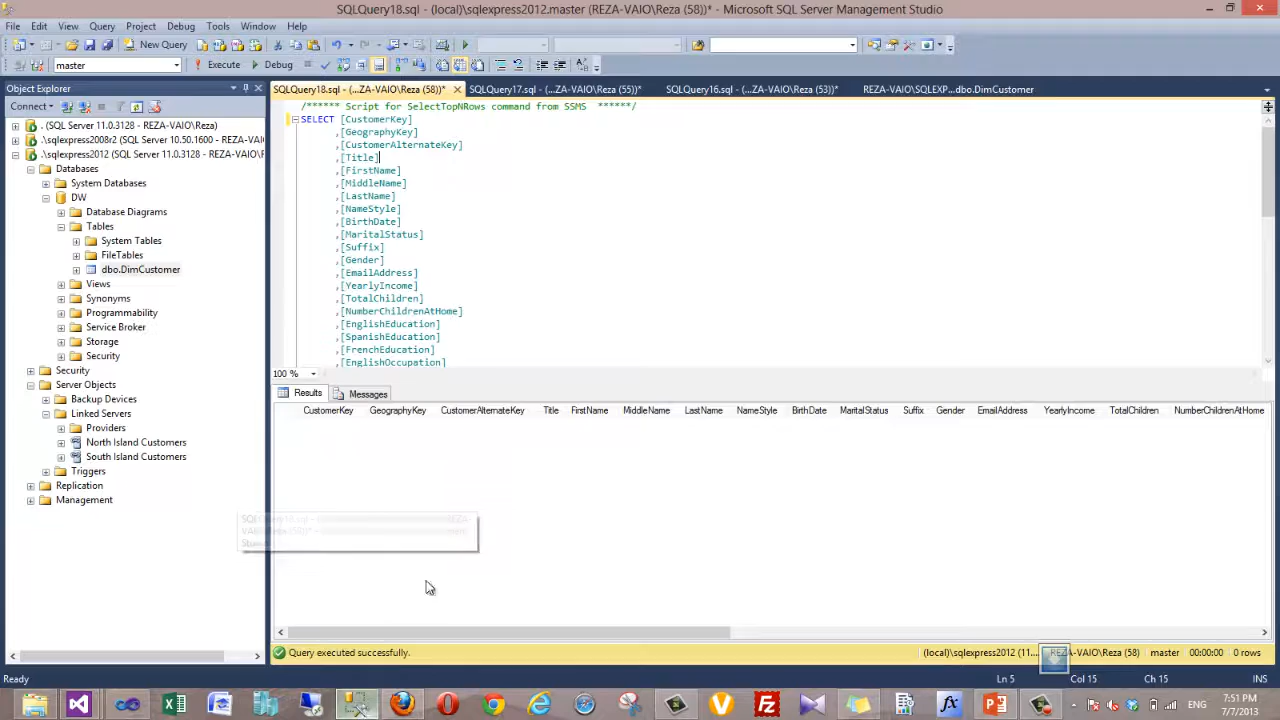 SQLQuery18.sql - (local)\sqlexpress2012.master (REZA-VAIO\Reza (58))* - Microsoft SQL Server Management Studio
File Edit View Query Project Debug Tools Window Help
New Query
master Execute Debug
Object Explorer
Connect
. (SQL Server 11.0.3128 - REZA-VAIO\Reza)
.\sqlexpress2008r2 (SQL Server 10.50.1600 - REZA-VAIO\R
.\sqlexpress2012 (SQL Server 11.0.3128 - REZA-VAIO\R
Databases
System Databases
DW
Database Diagrams
Tables
System Tables
FileTables
dbo.DimCustomer
Views
Synonyms
Programmability
Service Broker
Storage
Security
Security
Server Objects
Backup Devices
Linked Servers
Providers
North Island Customers
South Island Customers
Triggers
Replication
Management
SQLQuery18.sql - (...ZA-VAIO\Reza (58))* SQLQuery17.sql - (...ZA-VAIO\Reza (55))* SQLQuery16.sql - (...ZA-VAIO\Reza (53))* REZA-VAIO\SQLEXP...dbo.DimCustomer
/****** Script for SelectTopNRows command from SSMS ******/
SELECT [CustomerKey]
,[GeographyKey]
,[CustomerAlternateKey]
,[Title]
,[FirstName]
,[MiddleName]
,[LastName]
,[NameStyle]
,[BirthDate]
,[MaritalStatus]
,[Suffix]
,[Gender]
,[EmailAddress]
,[YearlyIncome]
,[TotalChildren]
,[NumberChildrenAtHome]
,[EnglishEducation]
,[SpanishEducation]
,[FrenchEducation]
,[EnglishOccupation]
100 %
Results Messages
CustomerKey GeographyKey CustomerAlternateKey Title FirstName MiddleName LastName NameStyle BirthDate MaritalStatus Suffix Gender EmailAddress YearlyIncome TotalChildren NumberChildrenAtHome
Query executed successfully. (local)\sqlexpress2012 (11... REZA-VAIO\Reza (58) master 00:00:00 0 rows
Ready Ln 5 Col 15 Ch 15 INS
ENG
7:51 PM
7/7/2013